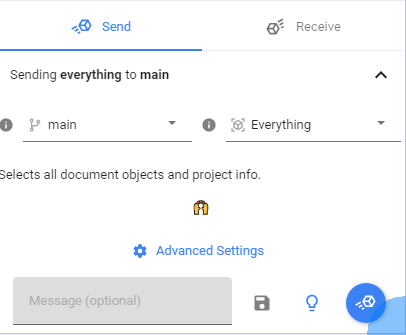 Send
Receive
Sending everything to main
main
Everything
Selects all document objects and project info.
Advanced Settings
Message (optional)